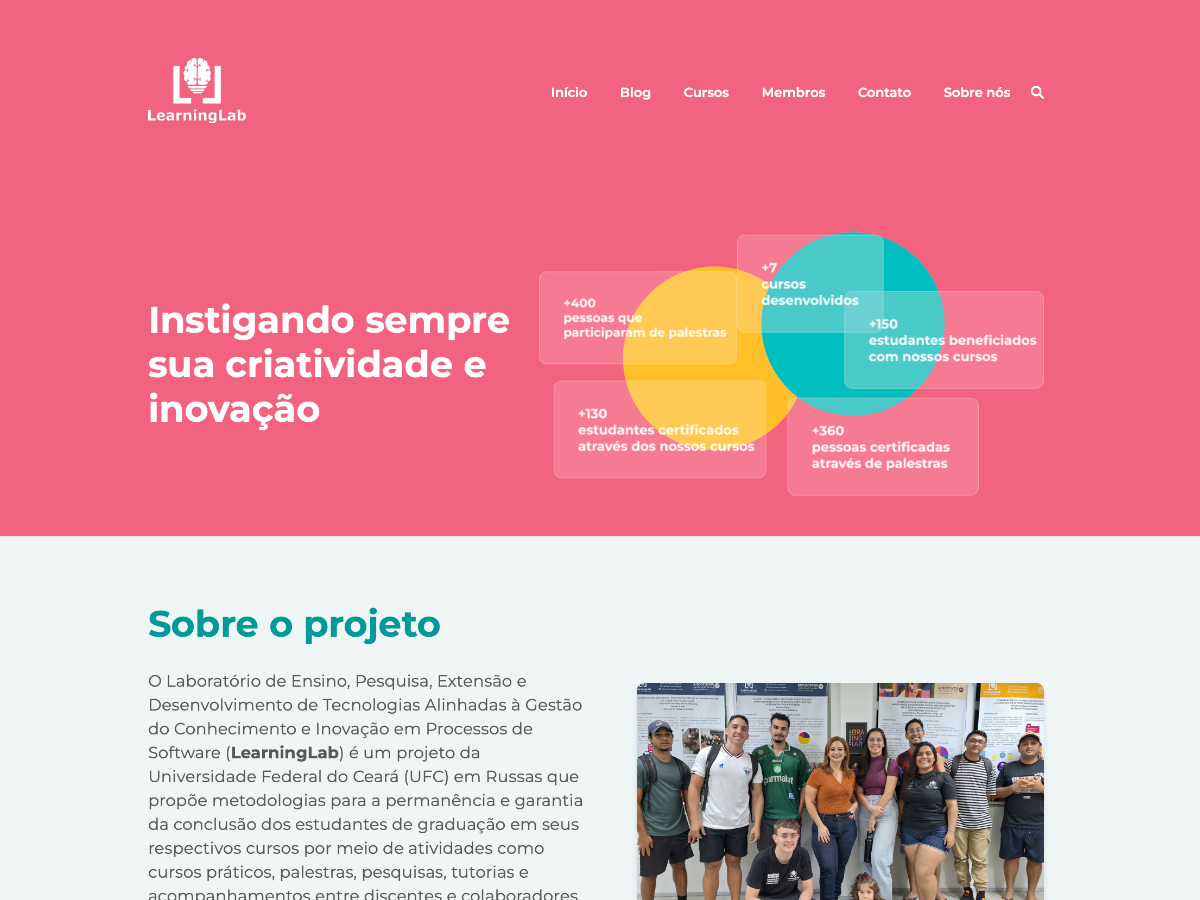 LearningLab
Início
Blog
Cursos
Membros
Contato
Sobre nós
Instigando sempre
sua criatividade e
inovação
+400
pessoas que
participaram de palestras
+7
cursos
desenvolvidos
+150
estudantes beneficiados
com nossos cursos
+130
estudantes certificados
através dos nossos cursos
+360
pessoas certificadas
através de palestras
Sobre o projeto
O Laboratório de Ensino, Pesquisa, Extensão e
Desenvolvimento de Tecnologias Alinhadas à Gestão
do Conhecimento e Inovação em Processos de
Software (LearningLab) é um projeto da
Universidade Federal do Ceará (UFC) em Russas que
propõe metodologias para a permanência e garantia
da conclusão dos estudantes de graduação em seus
respectivos cursos por meio de atividades como
cursos práticos, palestras, pesquisas, tutorias e
acompanhamentos entre discentes e colaboradores.
parmalat